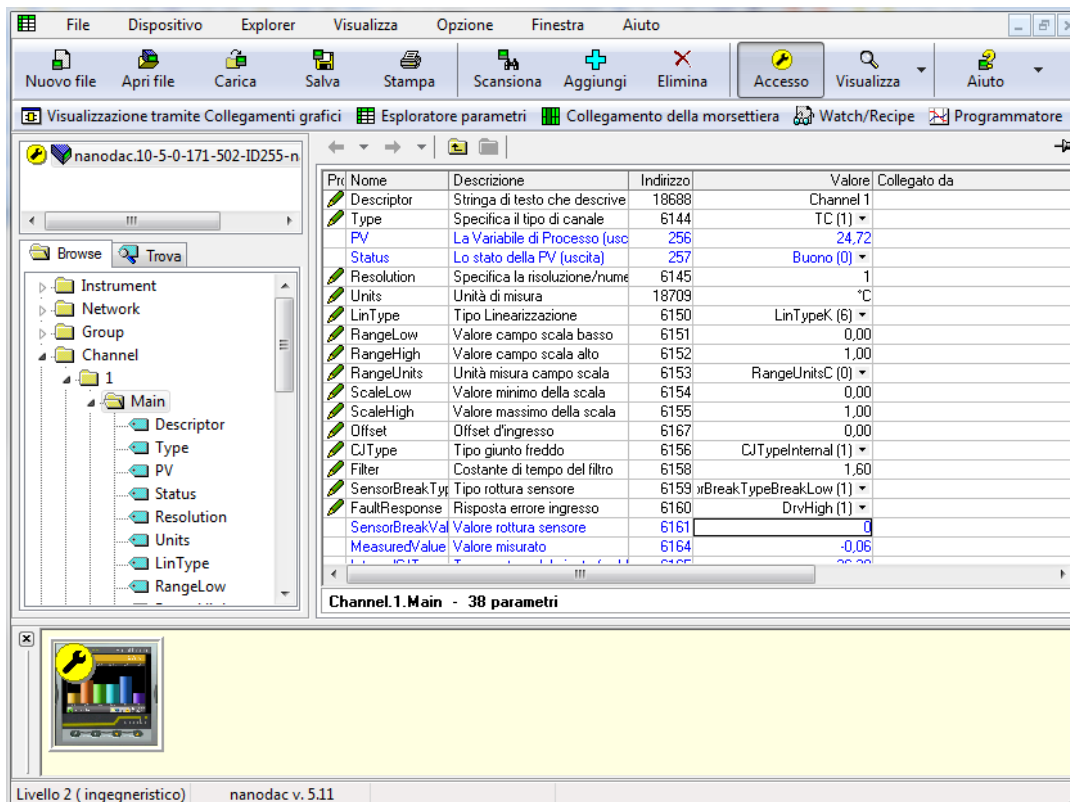 File Dispositivo Explorer Visualizza Opzione Finestra Aiuto
Nuovo file Apri file Carica Salva Stampa Scansiona Aggiungi Elimina Accesso Visualizza Aiuto
Visualizzazione tramite Collegamenti grafici Esploratore parametri Collegamento della morsettiera Watch/Recipe Programmatore
nanodac.10-5-0-171-502-ID255-n
Browse Trova
Instrument
Network
Group
Channel
1
Main
Descriptor
Type
PV
Status
Resolution
Units
LinType
RangeLow
Nome Descrizione Indirizzo Valore Collegato da
Descriptor Stringa di testo che descrive 18688 Channel 1
Type Specifica il tipo di canale 6144 TC (1)
PV La Variabile di Processo (usc 256 24,72
Status Lo stato della PV (uscita) 257 Buono (0)
Resolution Specifica la risoluzione/nume 6145 1
Units Unità di misura 18709 °C
LinType Tipo Linearizzazione 6150 LinTypeK (6)
RangeLow Valore campo scala basso 6151 0,00
RangeHigh Valore campo scala alto 6152 1,00
RangeUnits Unità misura campo scala 6153 RangeUnitsC (0)
ScaleLow Valore minimo della scala 6154 0,00
ScaleHigh Valore massimo della scala 6155 1,00
Offset Offset d'ingresso 6167 0,00
CJType Tipo giunto freddo 6156 CJTypeInternal (1)
Filter Costante di tempo del filtro 6158 1,60
SensorBreakTyp Tipo rottura sensore 6159 rBreakTypeBreakLow (1)
FaultResponse Risposta errore ingresso 6160 DrvHigh (1)
SensorBreakVal Valore rottura sensore 6161 0
MeasuredValue Valore misurato 6164 -0,06
Channel.1.Main - 38 parametri
Livello 2 ( ingegneristico) nanodac v. 5.11